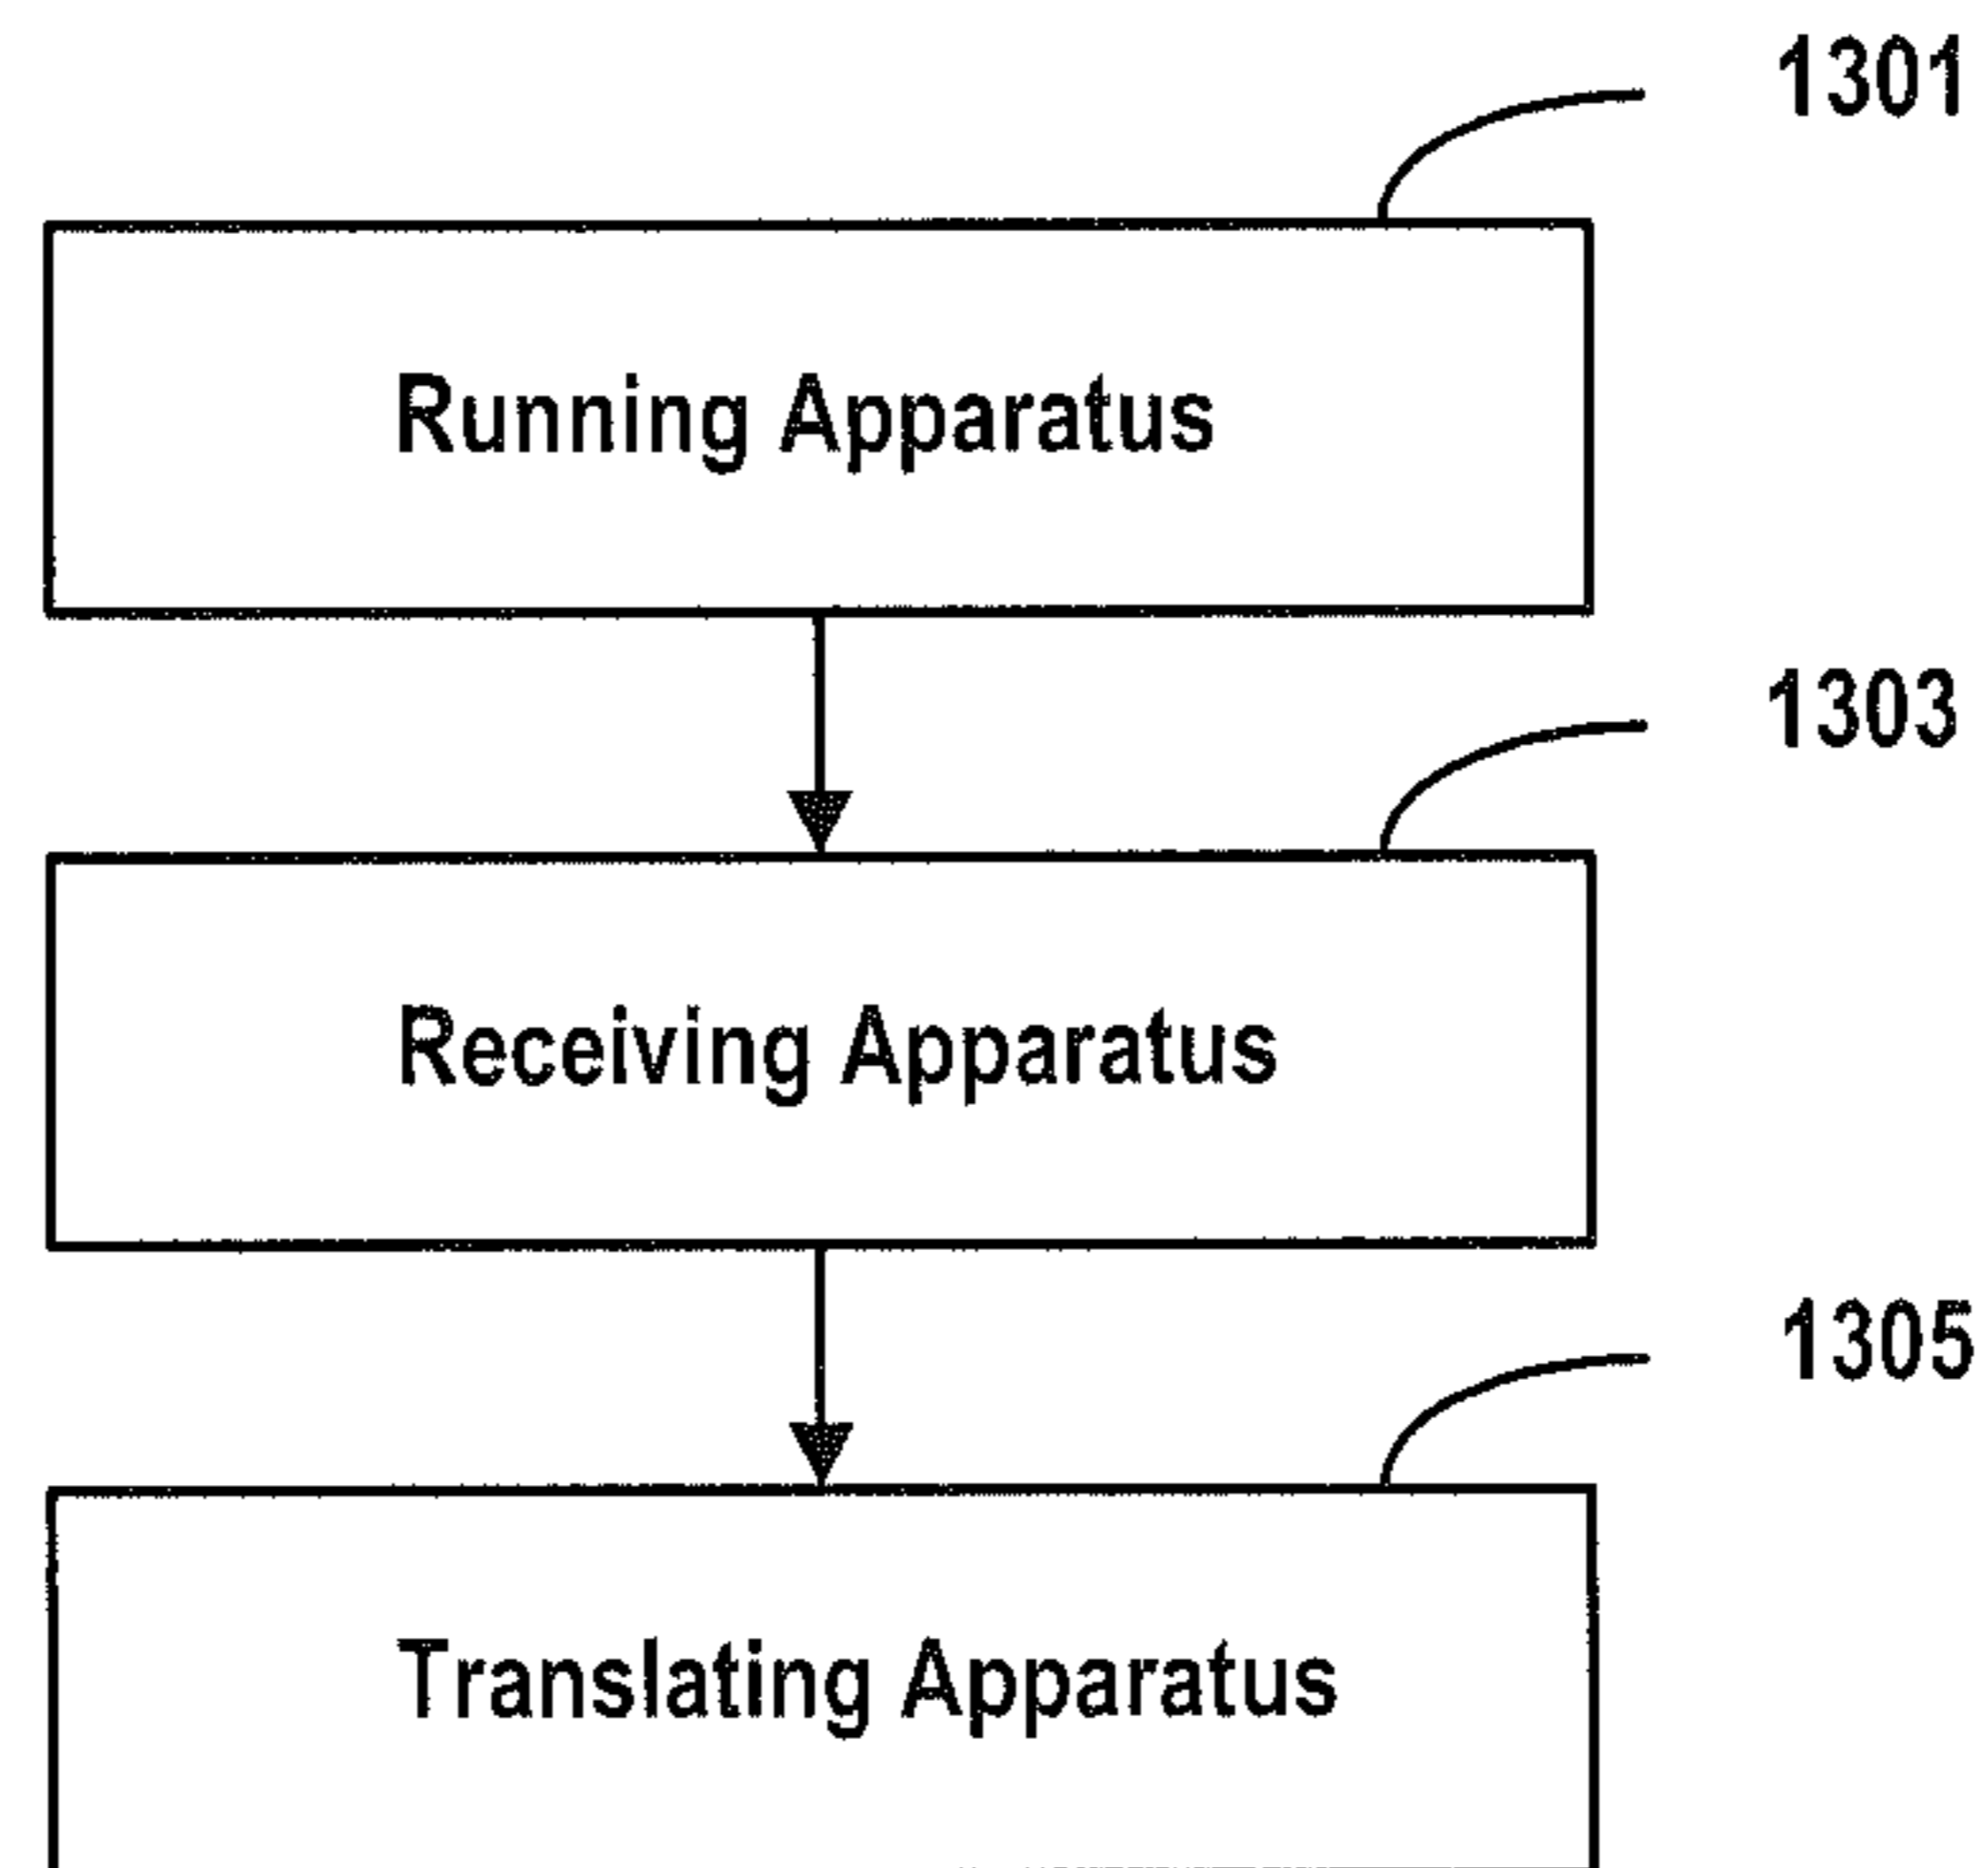 1301
Running Apparatus
1303
Receiving Apparatus
1305
Translating Apparatus